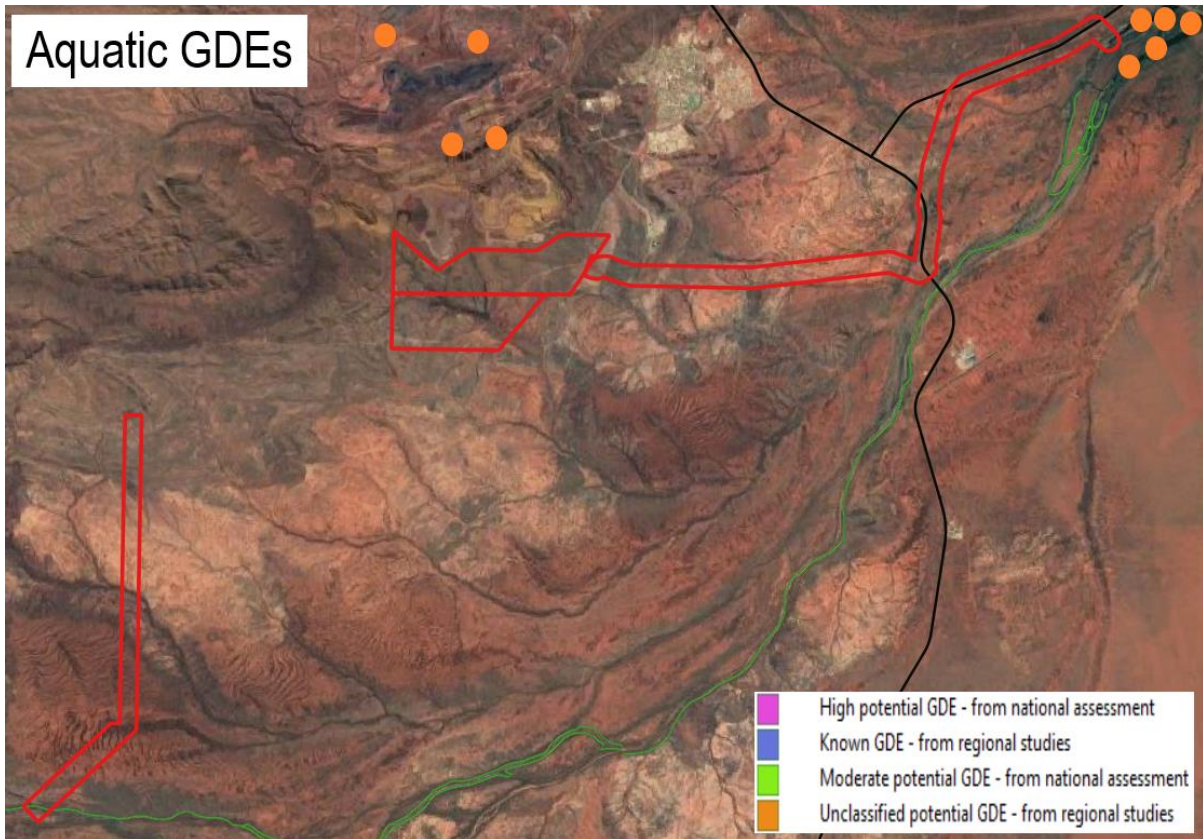 Aquatic GDEs
High potential GDE - from national assessment
Known GDE - from regional studies
Moderate potential GDE - from national assessment
Unclassified potential GDE - from regional studies